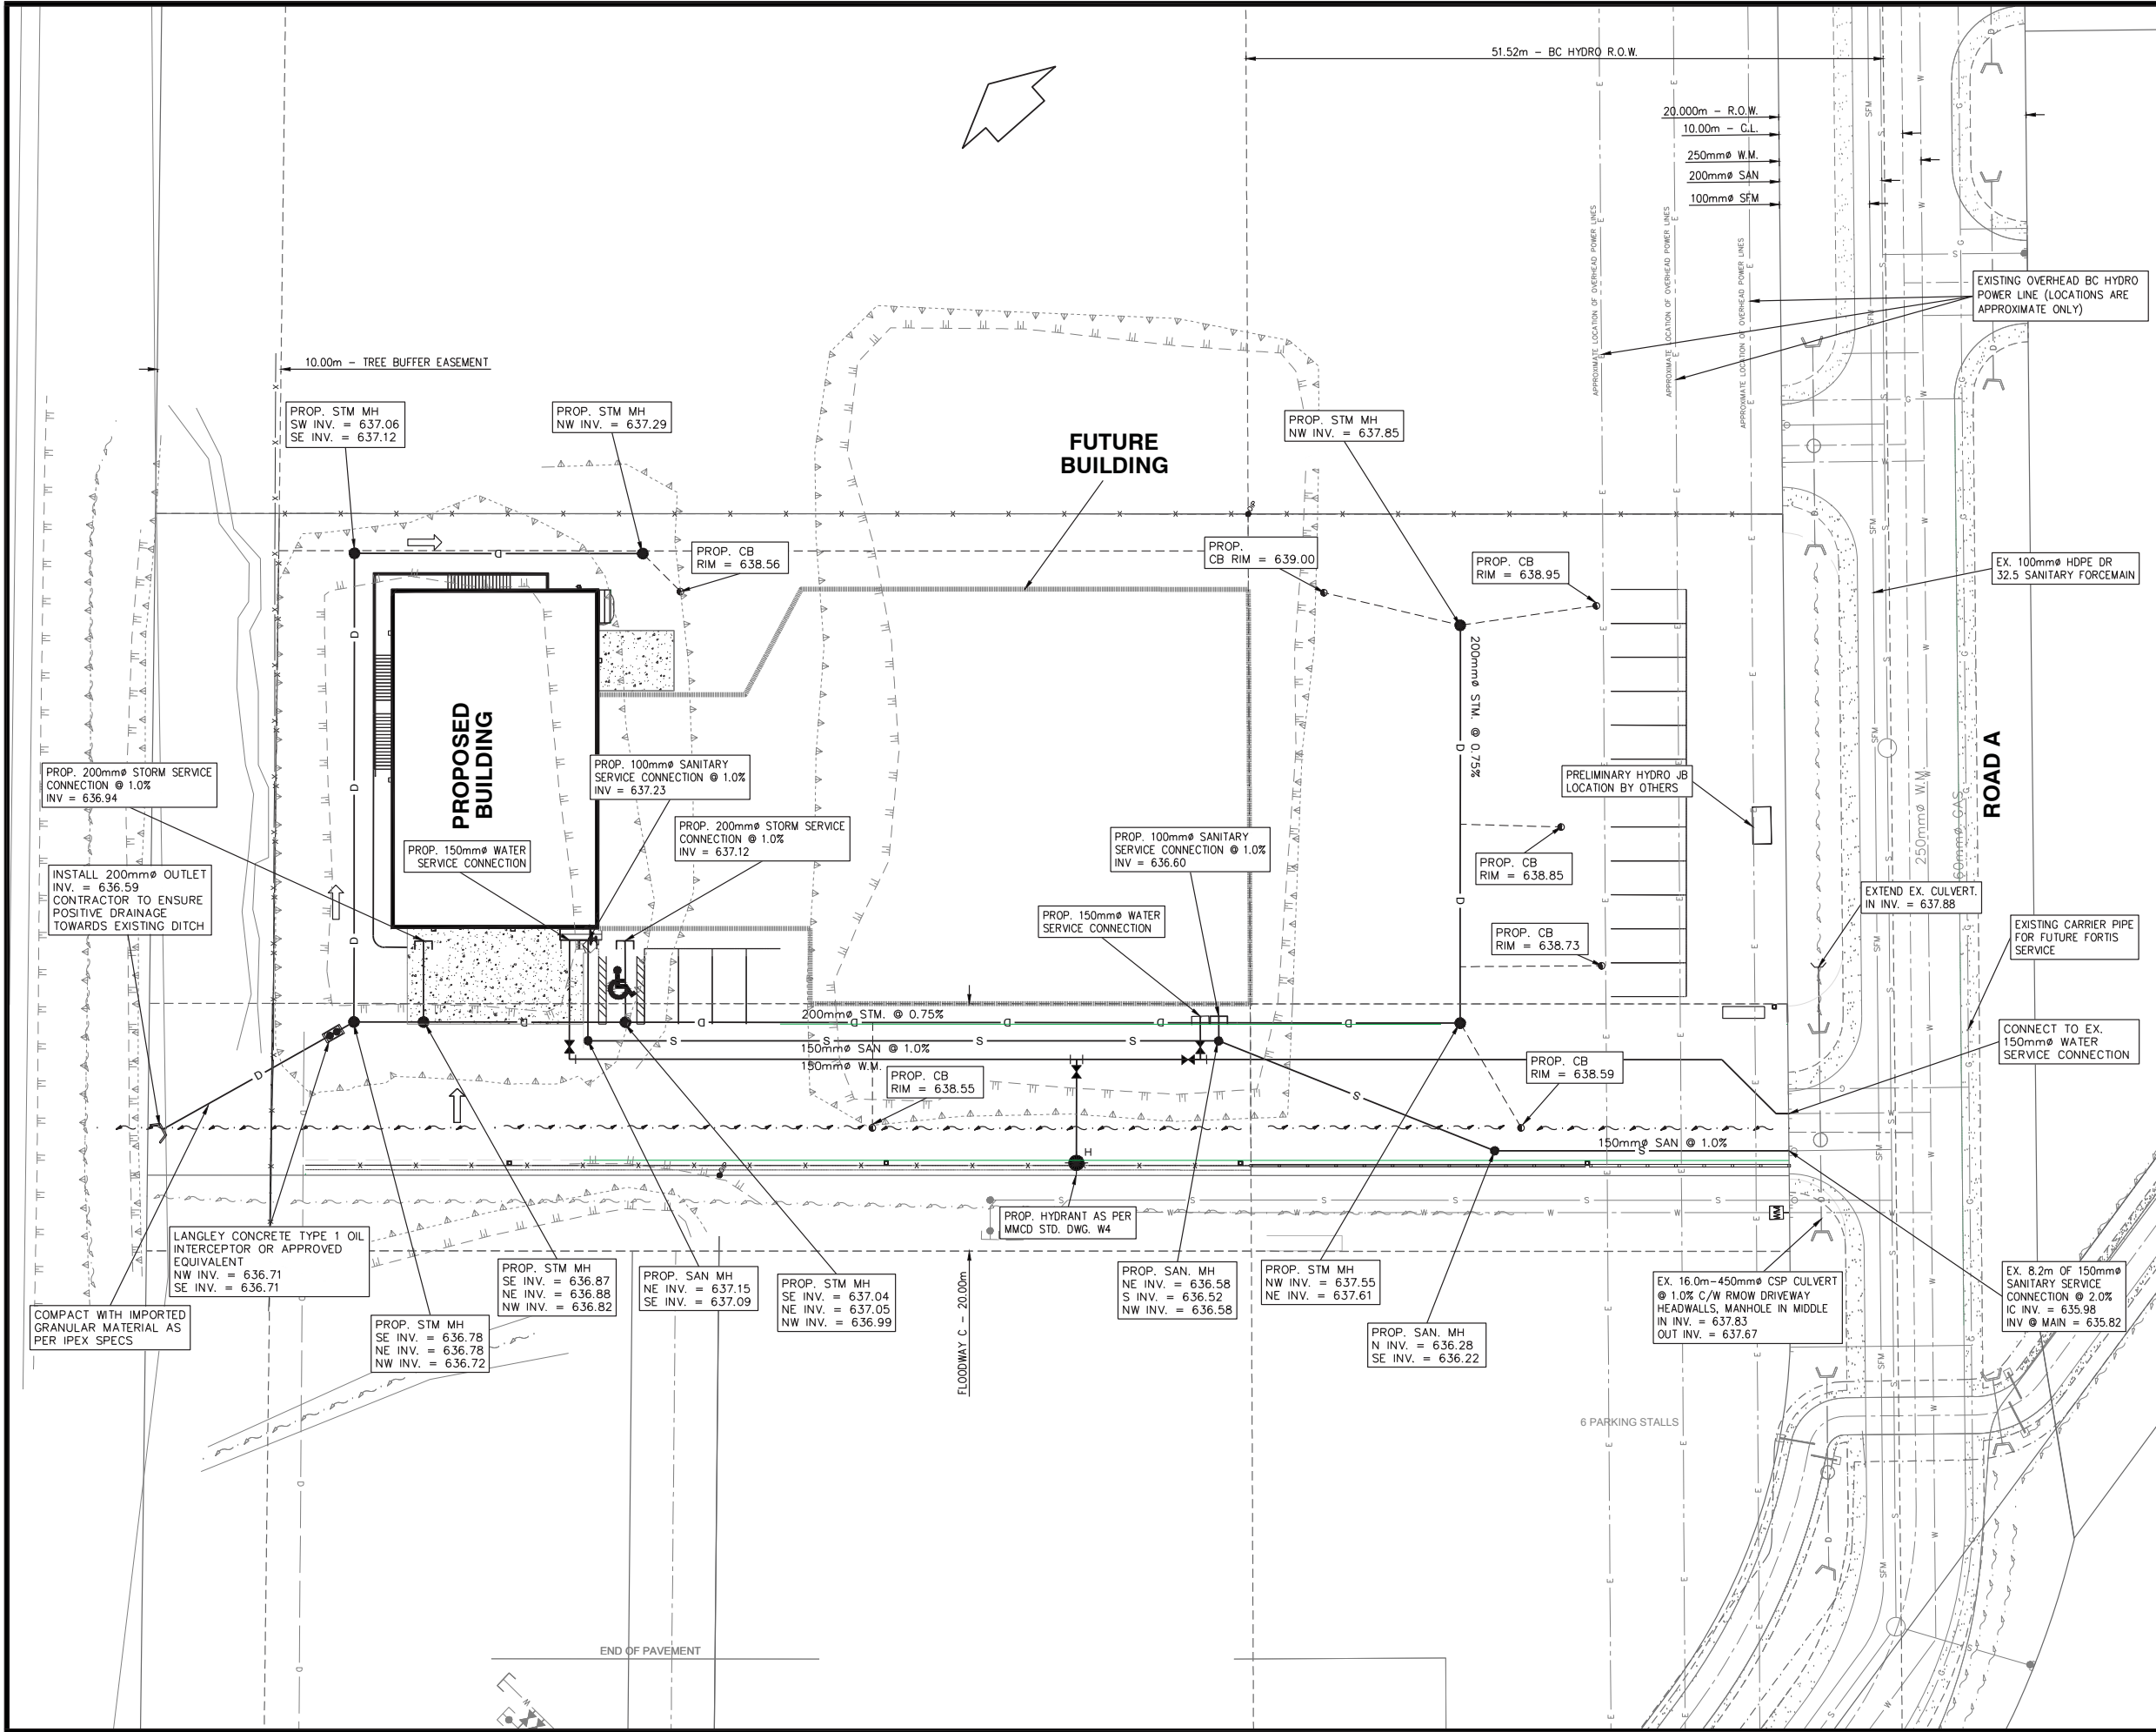 51.52m - BC HYDRO R.O.W.
20.000m - R.O.W.
10.00m - C.L.
250mmø W.M.
200mmø SAN
100mmø SFM
APPROXIMATE LOCATION OF OVERHEAD POWER LINES
APPROXIMATE LOCATION OF OVERHEAD POWER LINES
APPROXIMATE LOCATION OF OVERHEAD POWER LINES
EXISTING OVERHEAD BC HYDRO
POWER LINE (LOCATIONS ARE
APPROXIMATE ONLY)
10.00m - TREE BUFFER EASEMENT
PROP. STM MH
SW INV. = 637.06
SE INV. = 637.12
PROP. STM MH
NW INV. = 637.29
FUTURE
BUILDING
PROP. STM MH
NW INV. = 637.85
PROP. CB
RIM = 638.56
PROP.
CB RIM = 639.00
PROP. CB
RIM = 638.95
EX. 100mmø HDPE DR
32.5 SANITARY FORCEMAIN
200mmø STM. @ 0.75%
PROPOSED
BUILDING
PROP. 200mmø STORM SERVICE
CONNECTION @ 1.0%
INV = 636.94
PROP. 100mmø SANITARY
SERVICE CONNECTION @ 1.0%
INV = 637.23
PRELIMINARY HYDRO JB
LOCATION BY OTHERS
ROAD A
250mmø W.M.
60mmø GAS
PROP. 200mmø STORM SERVICE
CONNECTION @ 1.0%
INV = 637.12
PROP. 150mmø WATER
SERVICE CONNECTION
PROP. 100mmø SANITARY
SERVICE CONNECTION @ 1.0%
INV = 636.60
PROP. CB
RIM = 638.85
INSTALL 200mmø OUTLET
INV. = 636.59
CONTRACTOR TO ENSURE
POSITIVE DRAINAGE
TOWARDS EXISTING DITCH
EXTEND EX. CULVERT.
IN INV. = 637.88
PROP. 150mmø WATER
SERVICE CONNECTION
PROP. CB
RIM = 638.73
EXISTING CARRIER PIPE
FOR FUTURE FORTIS
SERVICE
200mmø STM. @ 0.75%
150mmø SAN @ 1.0%
150mmø W.M.
CONNECT TO EX.
150mmø WATER
SERVICE CONNECTION
PROP. CB
RIM = 638.55
PROP. CB
RIM = 638.59
150mmø SAN @ 1.0%
H
PROP. HYDRANT AS PER
MMCD STD. DWG. W4
LANGLEY CONCRETE TYPE 1 OIL
INTERCEPTOR OR APPROVED
EQUIVALENT
NW INV. = 636.71
SE INV. = 636.71
COMPACT WITH IMPORTED
GRANULAR MATERIAL AS
PER IPEX SPECS
PROP. STM MH
SE INV. = 636.78
NE INV. = 636.78
NW INV. = 636.72
PROP. STM MH
SE INV. = 636.87
NE INV. = 636.88
NW INV. = 636.82
PROP. SAN MH
NE INV. = 637.15
SE INV. = 637.09
PROP. STM MH
SE INV. = 637.04
NE INV. = 637.05
NW INV. = 636.99
FLOODWAY C - 20.00m
PROP. SAN. MH
NE INV. = 636.58
S INV. = 636.52
NW INV. = 636.58
PROP. STM MH
NW INV. = 637.55
NE INV. = 637.61
PROP. SAN. MH
N INV. = 636.28
SE INV. = 636.22
EX. 16.0m-450mmø CSP CULVERT
@ 1.0% C/W RMOW DRIVEWAY
HEADWALLS, MANHOLE IN MIDDLE
IN INV. = 637.83
OUT INV. = 637.67
EX. 8.2m OF 150mmø
SANITARY SERVICE
CONNECTION @ 2.0%
IC INV. = 635.98
INV @ MAIN = 635.82
6 PARKING STALLS
END OF PAVEMENT